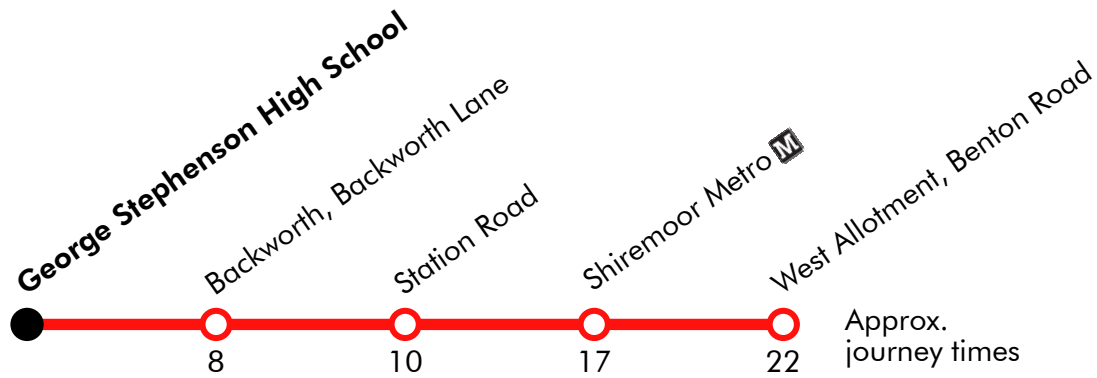 George Stephenson High School
Backworth, Backworth Lane
Station Road
Shiremoor Metro M
West Allotment, Benton Road
8
10
17
22
Approx.
journey times